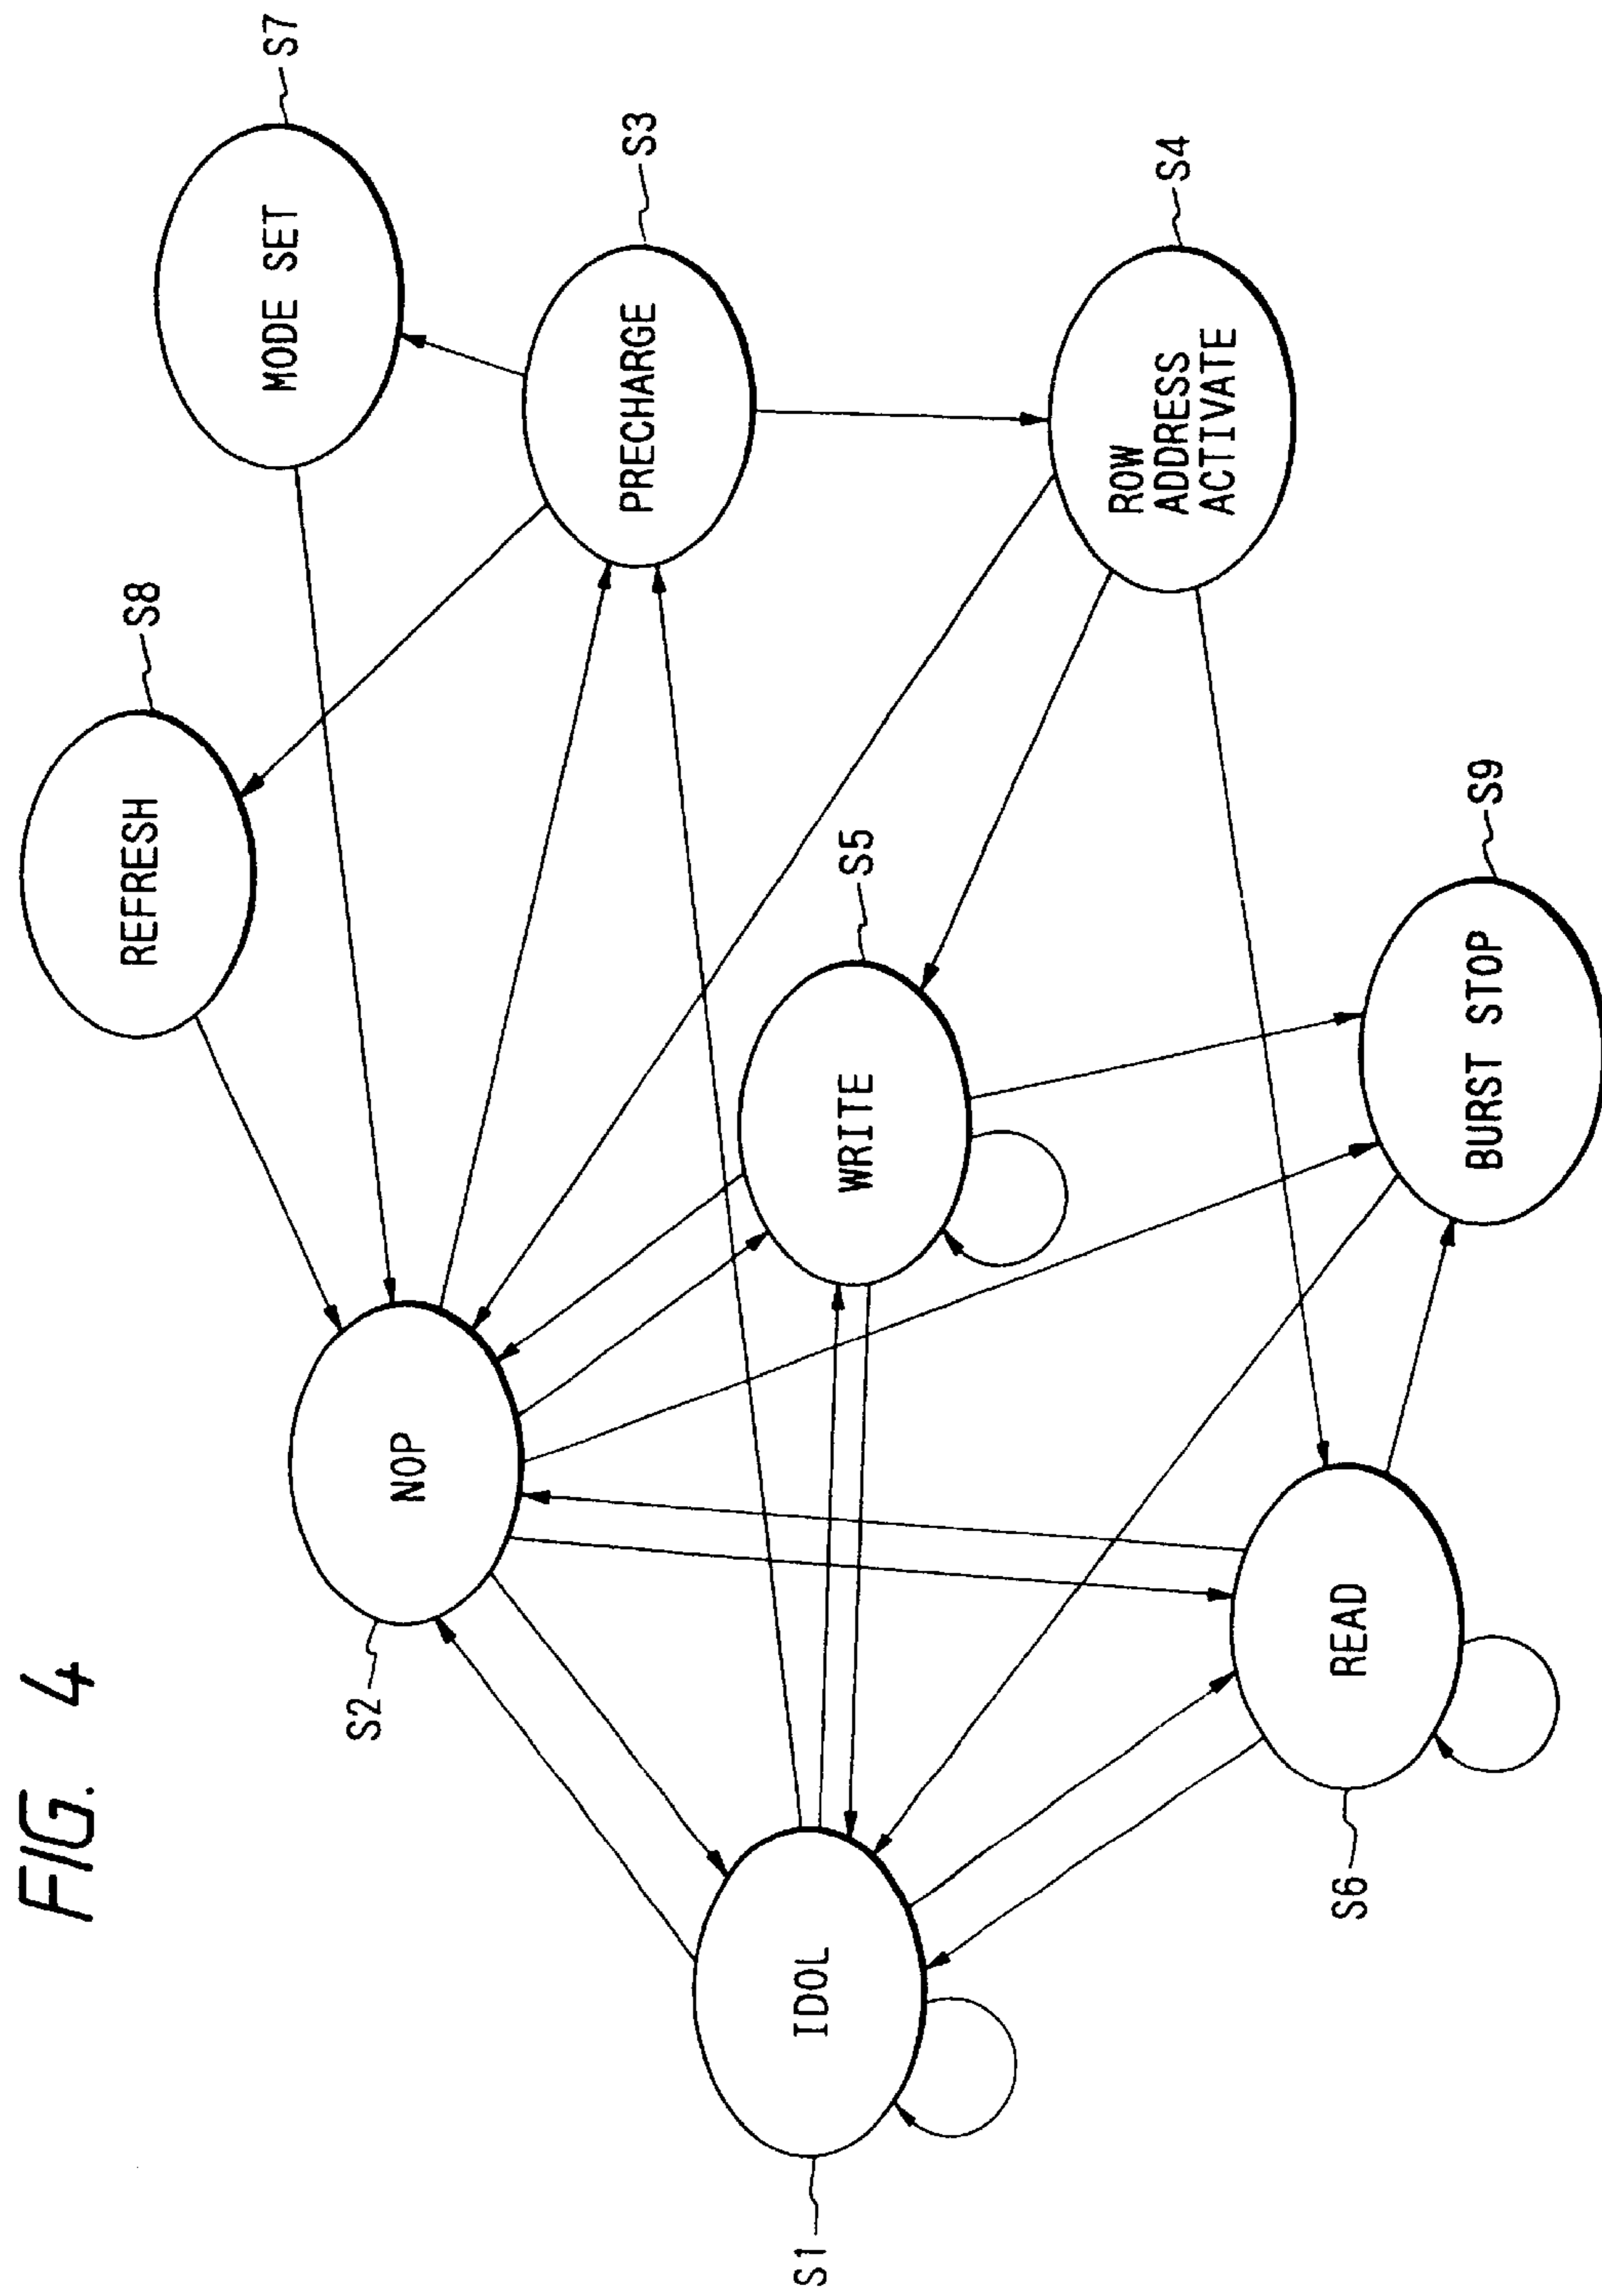 FIG. 4
REFRESH
S8
MODE SET
S7
S2
NOP
PRECHARGE
S3
IDOL
S1
WRITE
S5
ROW
ADDRESS
ACTIVATE
S4
READ
S6
BURST STOP
S9